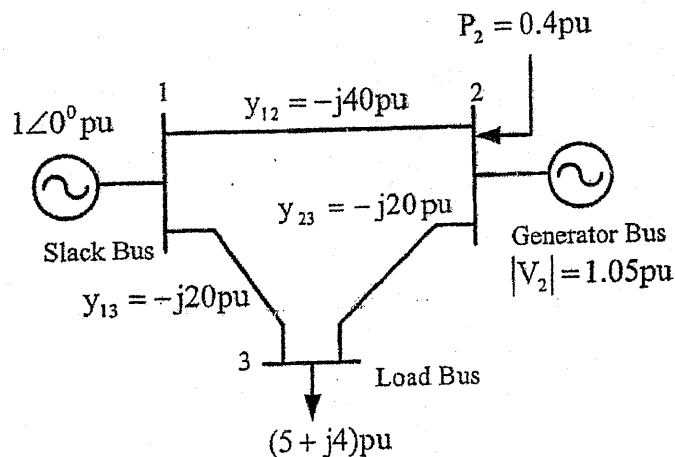 P₂ = 0.4pu
1
y₁₂ = −j40pu
2
1∠0⁰ pu
y₂₃ = −j20 pu
Slack Bus
Generator Bus
|V₂| = 1.05pu
y₁₃ = −j20pu
3
Load Bus
(5 + j4)pu